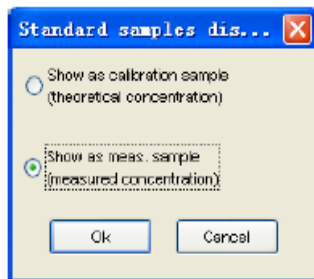 Standard samples dis...
Show as calibration sample
(theoretical concentration)
Show as meas. sample
(measured concentration)
Ok
Cancel